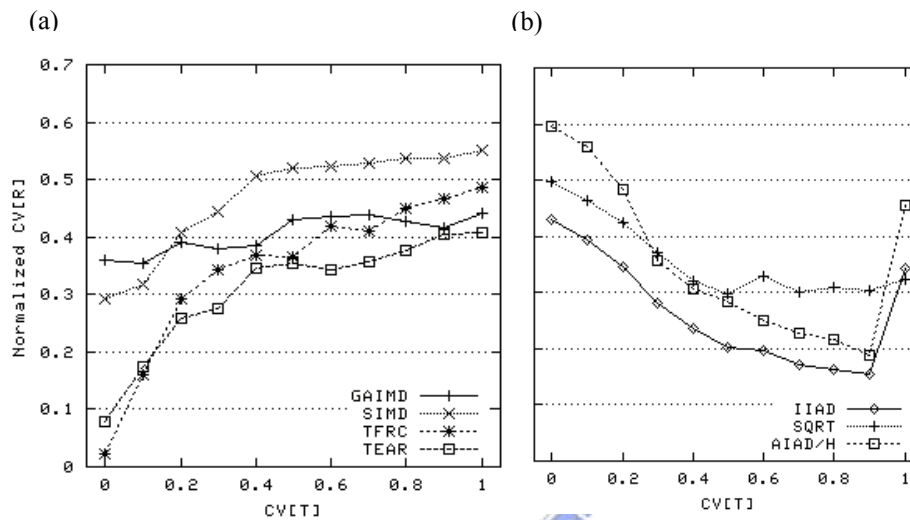 (a)
(b)
0.7
0.6
0.5
0.4
0.3
0.2
0.1
0
Normalized CV[R]
GAIMD
SIMD
TFRC
TEAR
0 0.2 0.4 0.6 0.8 1
CV[T]
IIAD
SQRT
AIAD/H
0 0.2 0.4 0.6 0.8 1
CV[T]